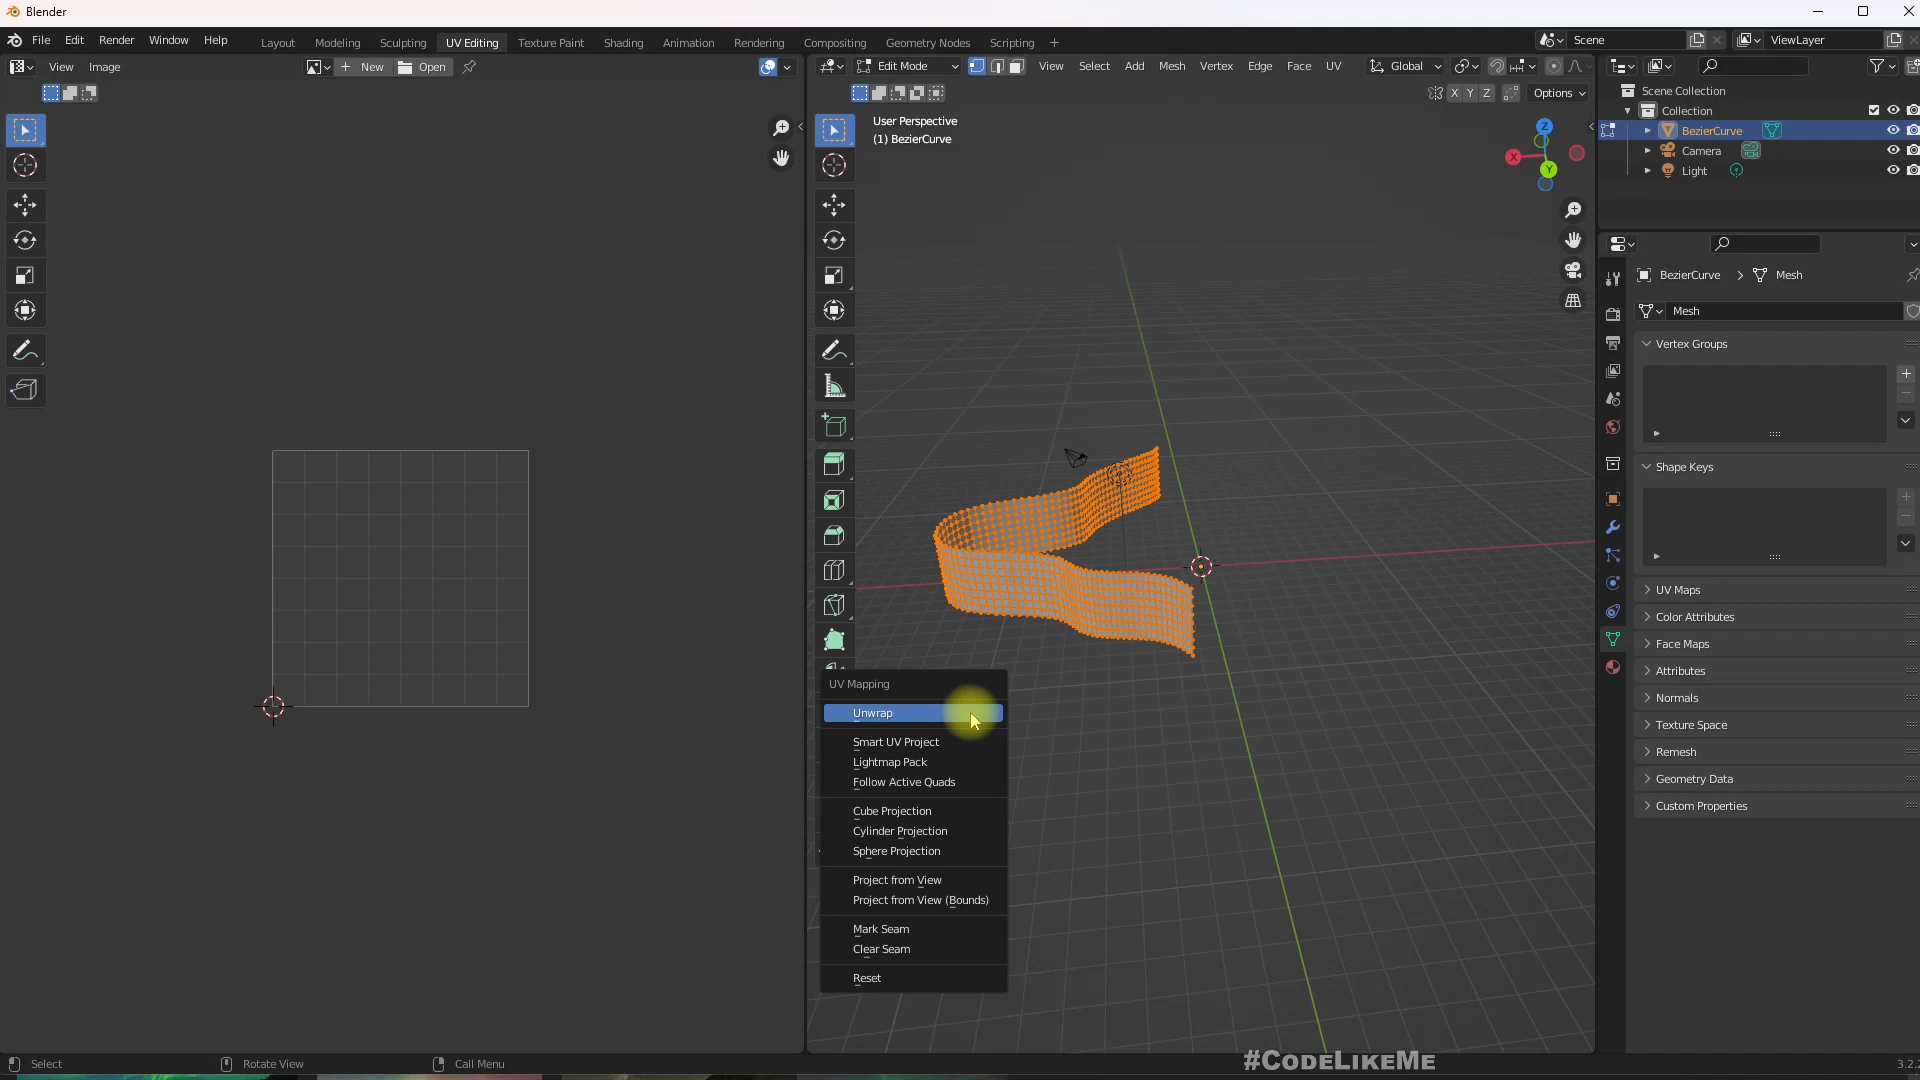 Blender
File Edit Render Window Help
Layout Modeling Sculpting UV Editing Texture Paint Shading Animation Rendering Compositing Geometry Nodes Scripting +
Scene
ViewLayer
View Image
New Open
Edit Mode
View Select Add Mesh Vertex Edge Face UV
Global
X Y Z
Options
User Perspective
(1) BezierCurve
Z
X
Y
Scene Collection
Collection
BezierCurve
Camera
Light
BezierCurve > Mesh
Mesh
Vertex Groups
Shape Keys
UV Maps
Color Attributes
Face Maps
Attributes
Normals
Texture Space
Remesh
Geometry Data
Custom Properties
UV Mapping
Unwrap
Smart UV Project
Lightmap Pack
Follow Active Quads
Cube Projection
Cylinder Projection
Sphere Projection
Project from View
Project from View (Bounds)
Mark Seam
Clear Seam
Reset
Select
Rotate View
Call Menu
#CodeLikeMe